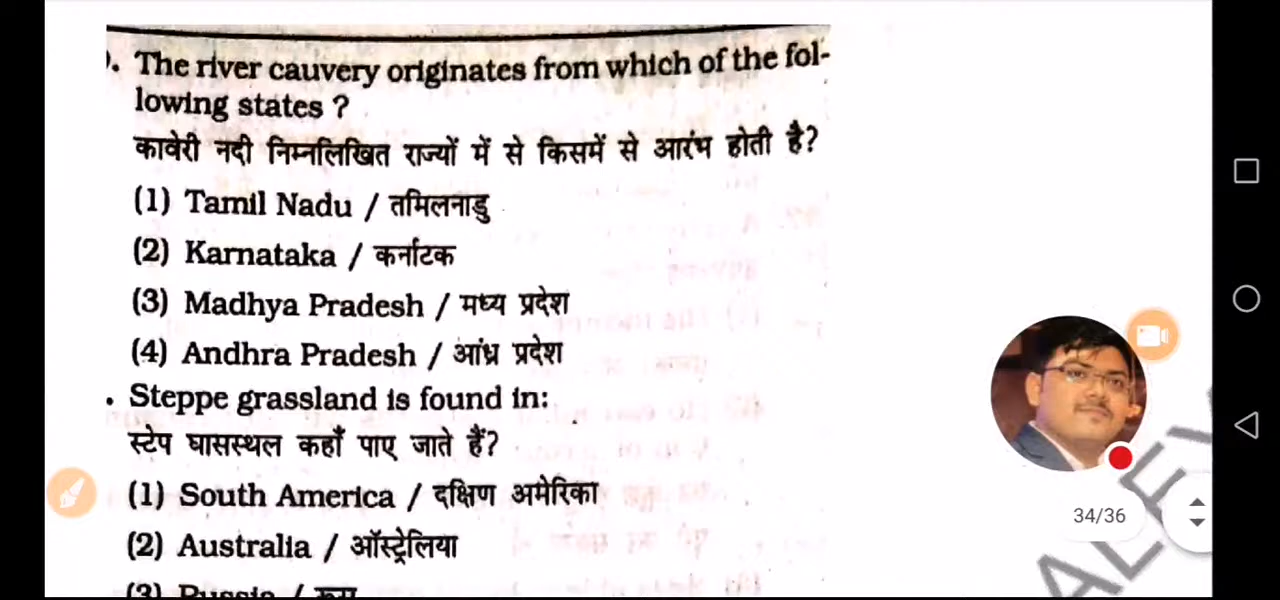 ). The river cauvery originates from which of the fol-
lowing states ?
कावेरी नदी निम्नलिखित राज्यों में से किसमें से आरंभ होती है?
(1) Tamil Nadu / तमिलनाडु
(2) Karnataka / कर्नाटक
(3) Madhya Pradesh / मध्य प्रदेश
(4) Andhra Pradesh / आंध्र प्रदेश
. Steppe grassland is found in:
स्टेप घासस्थल कहाँ पाए जाते हैं?
(1) South America / दक्षिण अमेरिका
34/36
(2) Australia / ऑस्ट्रेलिया
(3) Russia / रूस